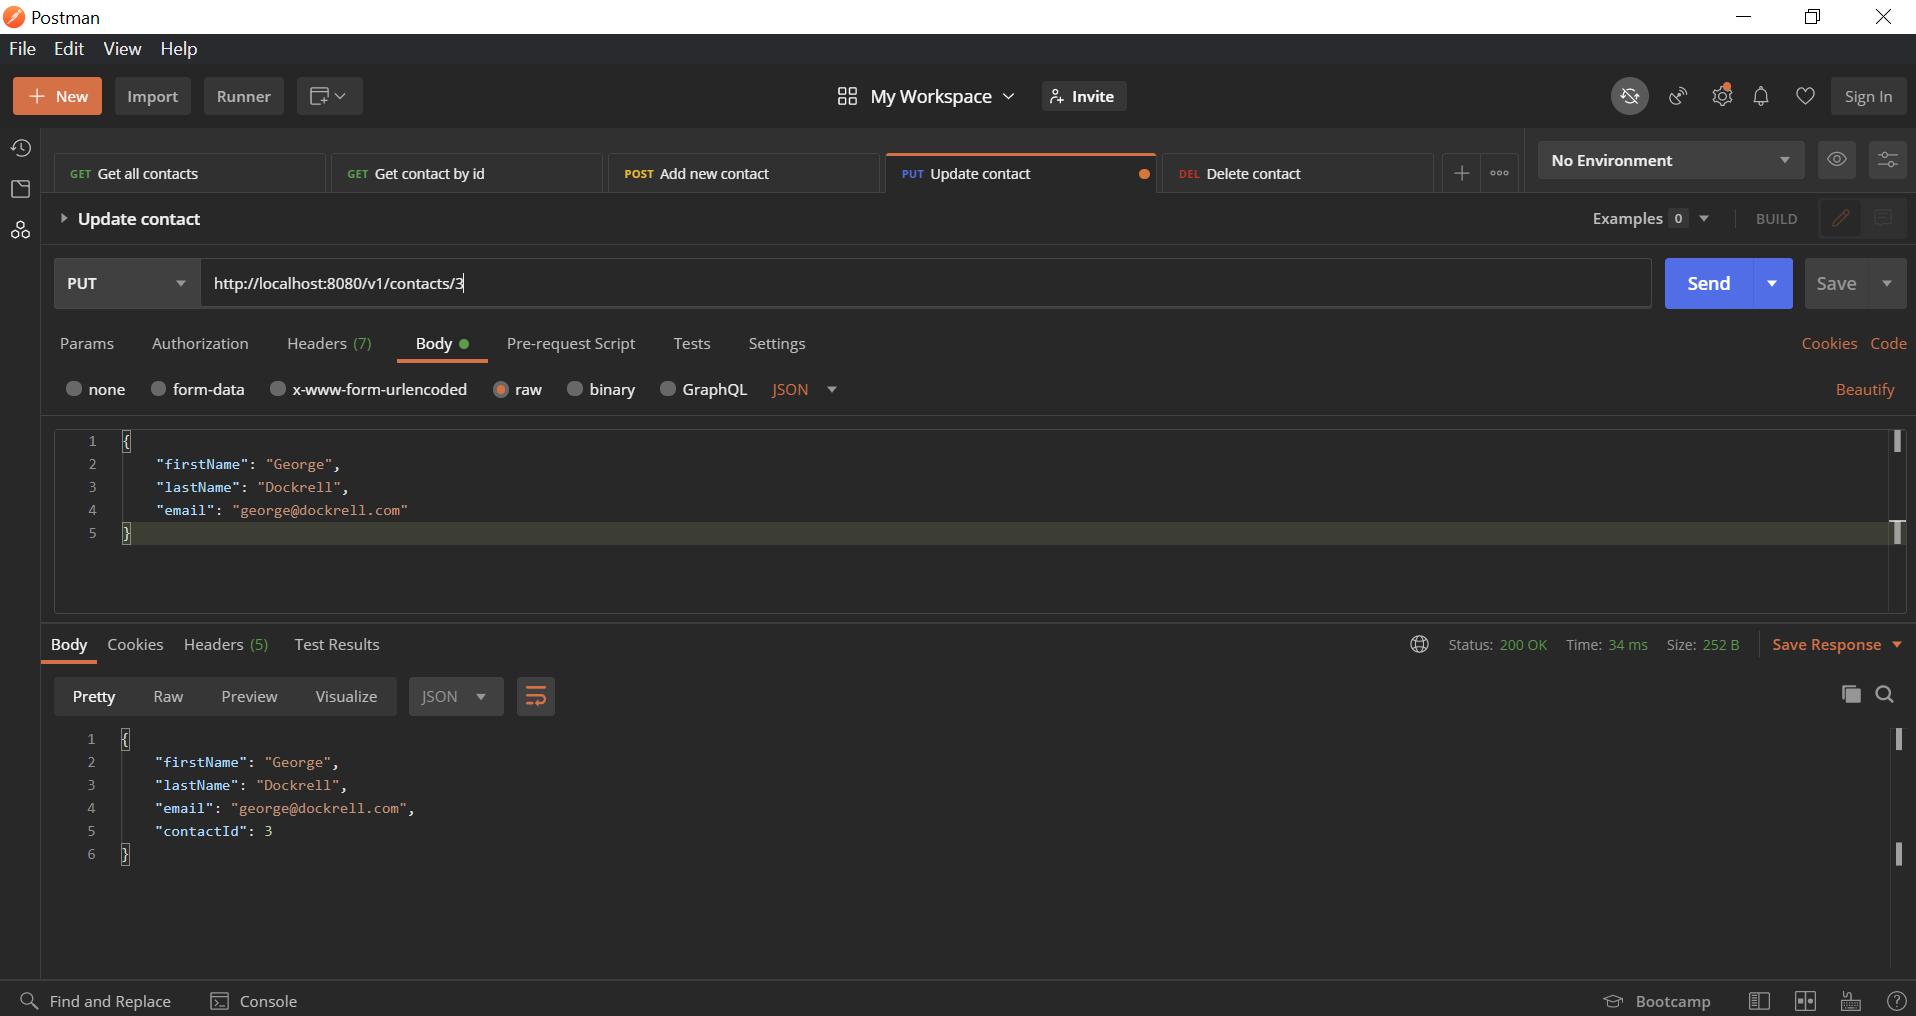 Postman
File Edit View Help
New Import Runner My Workspace Invite Sign In
GET Get all contacts GET Get contact by id POST Add new contact PUT Update contact DEL Delete contact No Environment
Update contact Examples 0 BUILD
PUT http://localhost:8080/v1/contacts/3 Send Save
Params Authorization Headers (7) Body Pre-request Script Tests Settings Cookies Code
none form-data x-www-form-urlencoded raw binary GraphQL JSON Beautify
1 {
2 "firstName": "George",
3 "lastName": "Dockrell",
4 "email": "george@dockrell.com"
5 }
Body Cookies Headers (5) Test Results Status: 200 OK Time: 34 ms Size: 252 B Save Response
Pretty Raw Preview Visualize JSON
1 {
2 "firstName": "George",
3 "lastName": "Dockrell",
4 "email": "george@dockrell.com",
5 "contactId": 3
6 }
Find and Replace Console Bootcamp